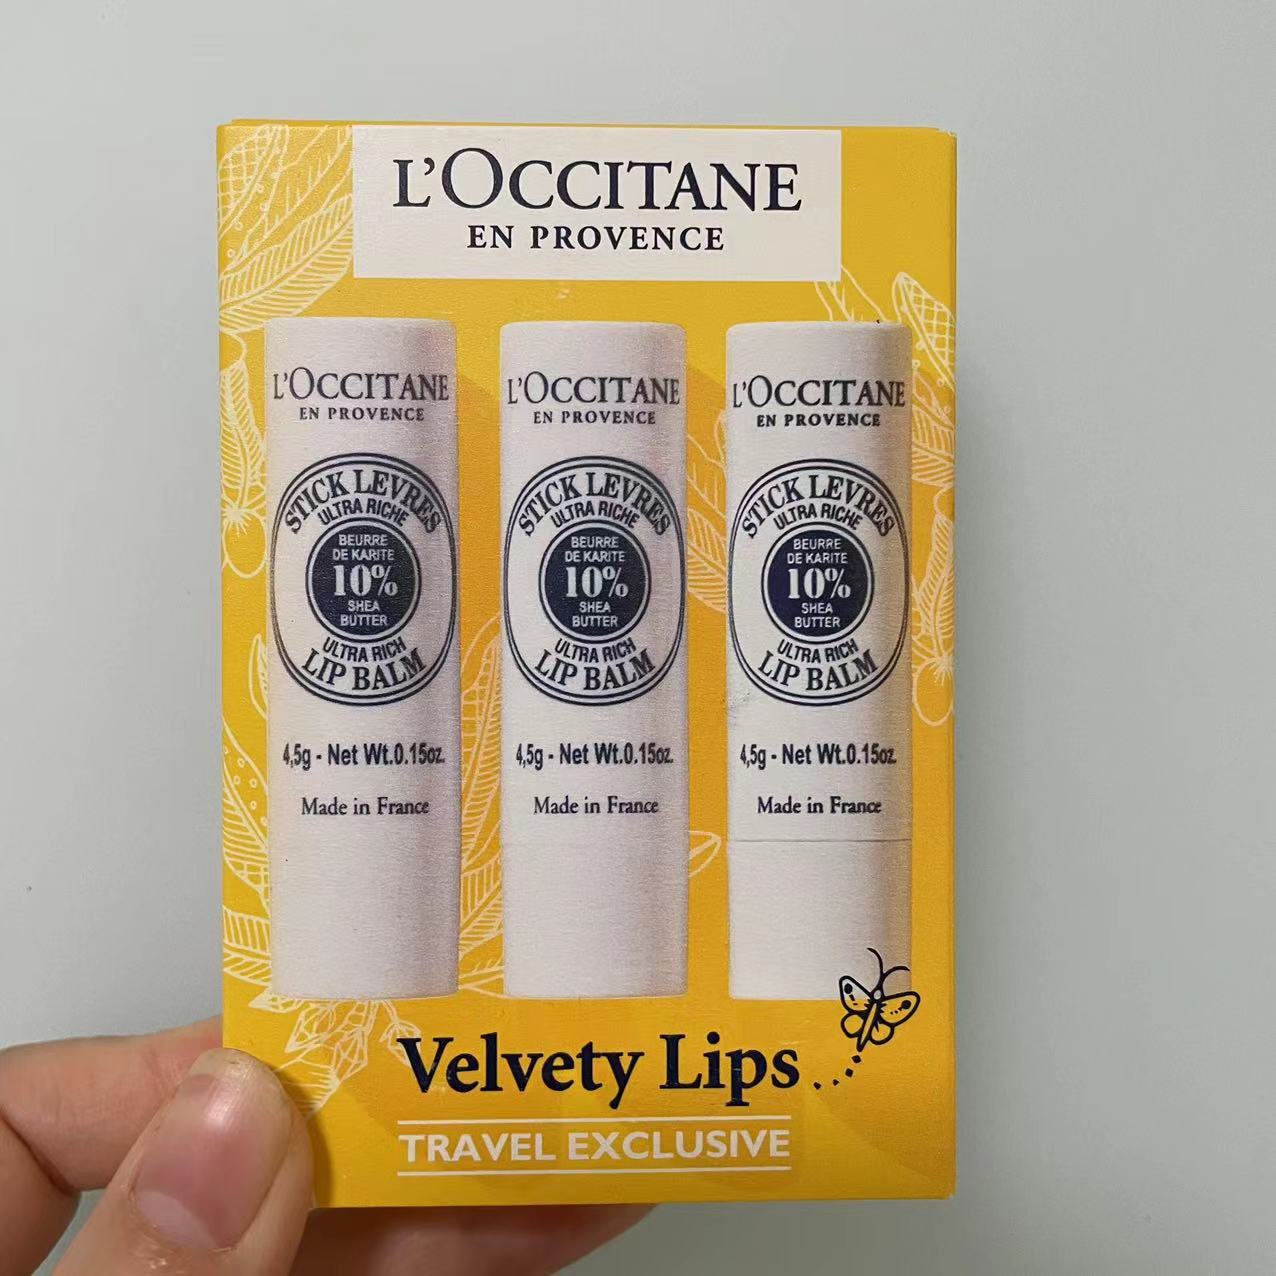 L'OCCITANE
EN PROVENCE
L'OCCITANE
EN PROVENCE
STICK LEVRES
ULTRA RICHE
BEURRE
DE KARITE
10%
SHEA
BUTTER
ULTRA RICH
LIP BALM
4,5g - Net Wt.0.15oz.
Made in France
L'OCCITANE
EN PROVENCE
STICK LEVRES
ULTRA RICHE
BEURRE
DE KARITE
10%
SHEA
BUTTER
ULTRA RICH
LIP BALM
4,5g - Net Wt.0.15oz.
Made in France
L'OCCITANE
EN PROVENCE
STICK LEVRES
ULTRA RICHE
BEURRE
DE KARITE
10%
SHEA
BUTTER
ULTRA RICH
LIP BALM
4,5g - Net Wt.0.15oz.
Made in France
Velvety Lips
TRAVEL EXCLUSIVE